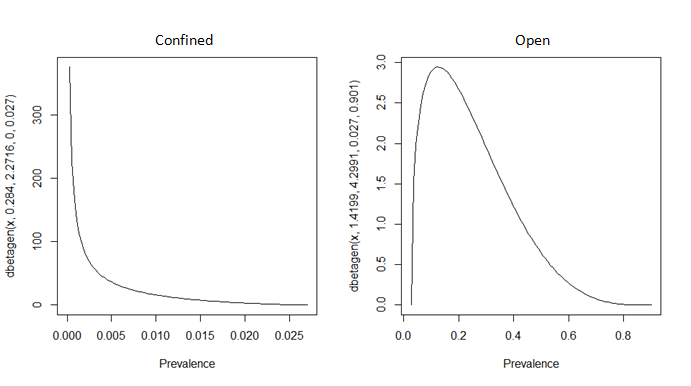 Confined
dbetagen(x, 0.284, 2.2716, 0, 0.027)
300
200
100
0
0.000 0.005 0.010 0.015 0.020 0.025
Prevalence
Open
dbetagen(x, 1.4199, 4.2991, 0.027, 0.901)
3.0
2.5
2.0
1.5
1.0
0.5
0.0
0.0 0.2 0.4 0.6 0.8
Prevalence